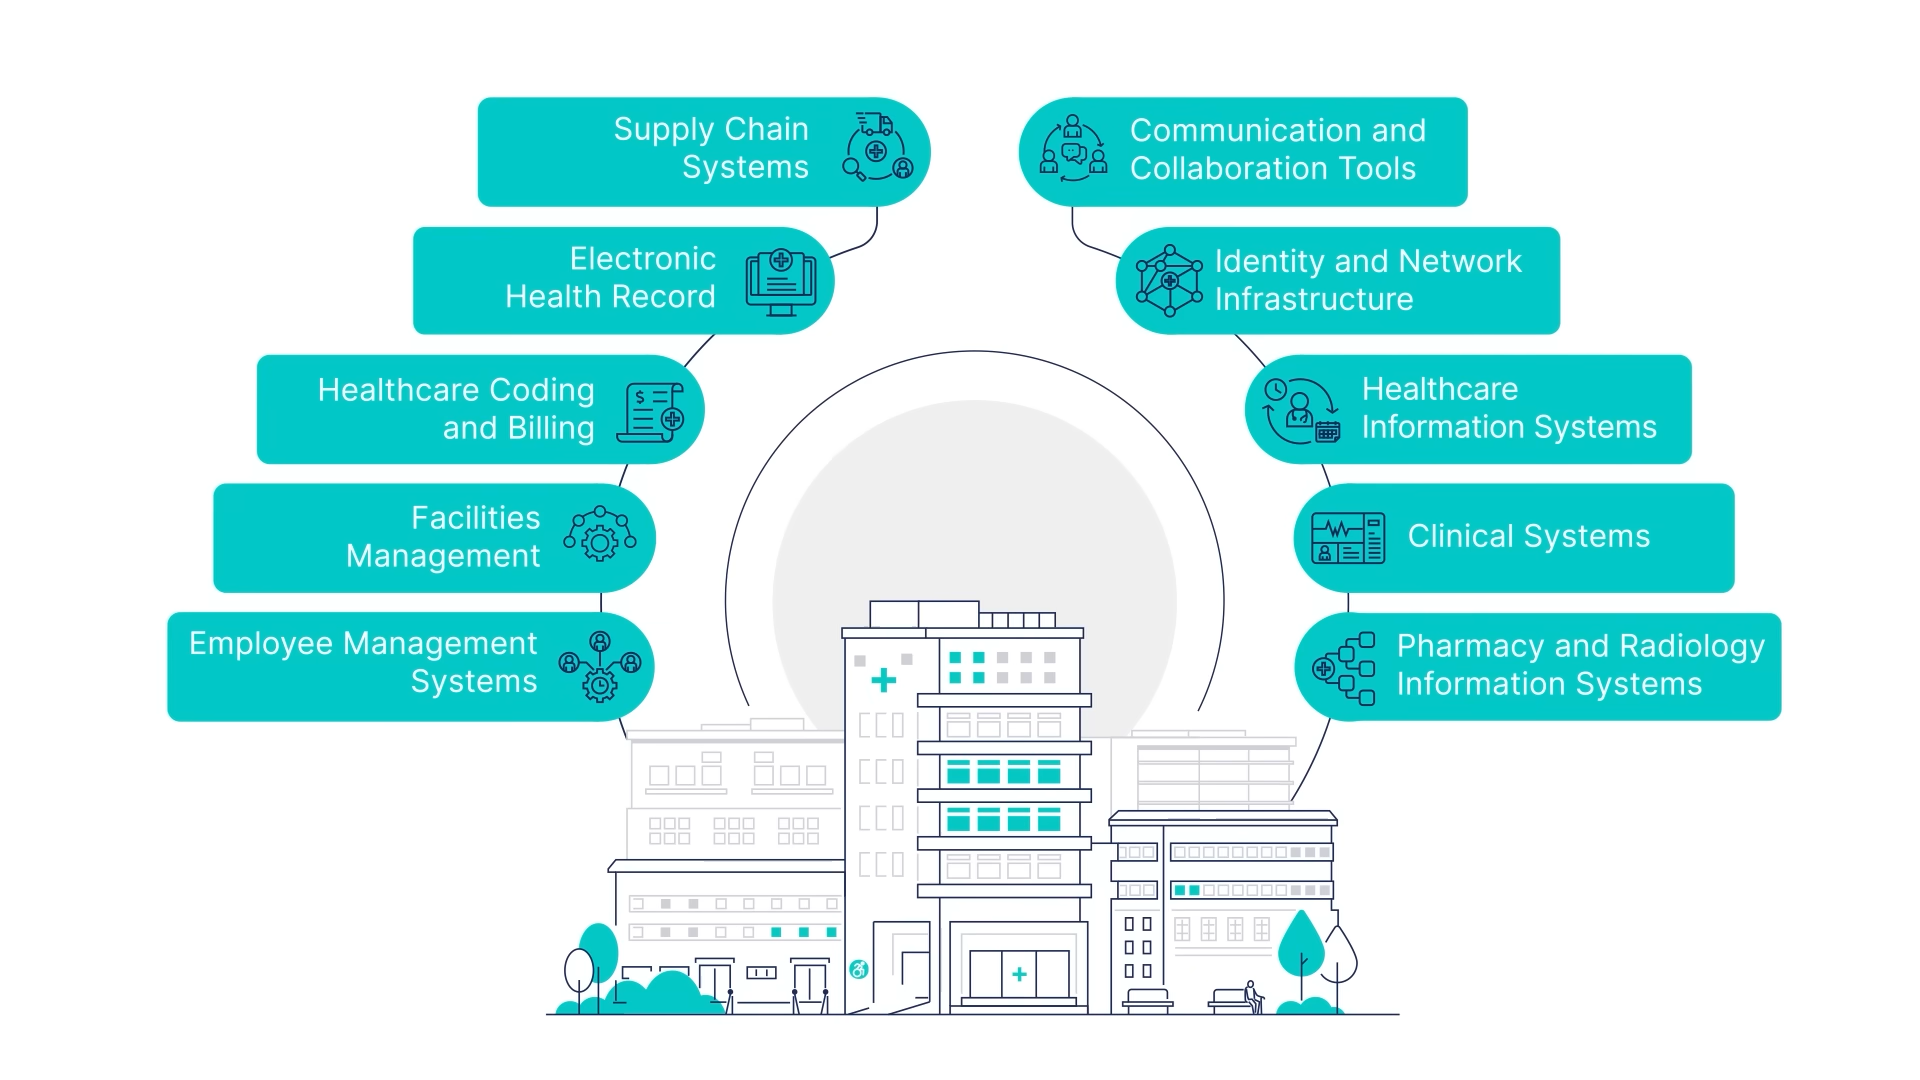 Supply Chain
Systems
Electronic
Health Record
Healthcare Coding
and Billing
Facilities
Management
Employee Management
Systems
Communication and
Collaboration Tools
Identity and Network
Infrastructure
Healthcare
Information Systems
Clinical Systems
Pharmacy and Radiology
Information Systems